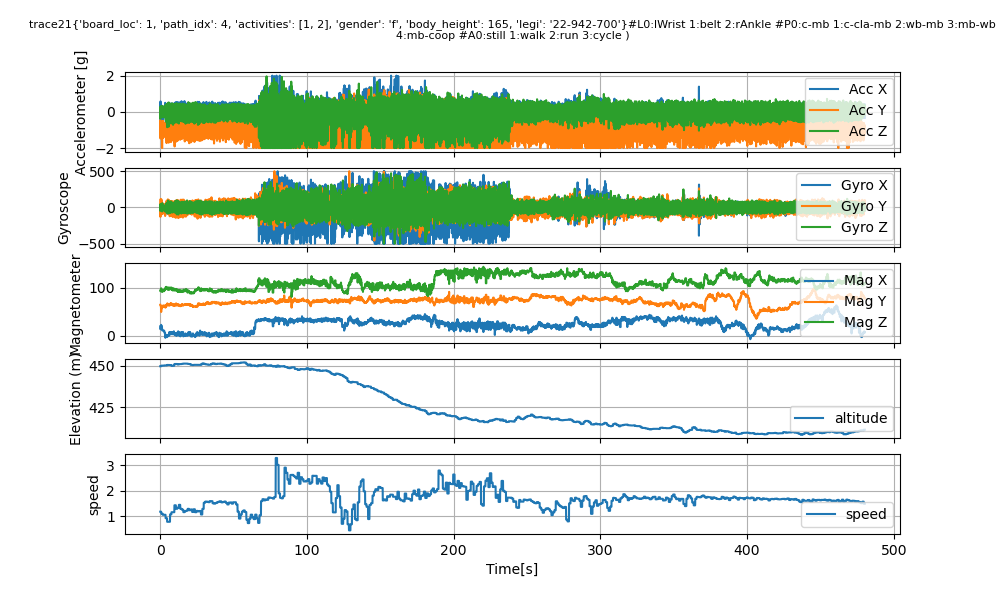 trace21{'board_loc': 1, 'path_idx': 4, 'activities': [1, 2], 'gender': 'f', 'body_height': 165, 'legi': '22-942-700'}#L0:lWrist 1:belt 2:rAnkle #P0:c-mb 1:c-cla-mb 2:wb-mb 3:mb-wb
4:mb-coop #A0:still 1:walk 2:run 3:cycle )
Accelerometer [g]
2
0
−2
Acc X
Acc Y
Acc Z
Gyroscope
500
0
−500
Gyro X
Gyro Y
Gyro Z
Magnetometer
100
0
Mag X
Mag Y
Mag Z
Elevation (m)
450
425
altitude
speed
3
2
1
speed
0
100
200
300
400
500
Time[s]